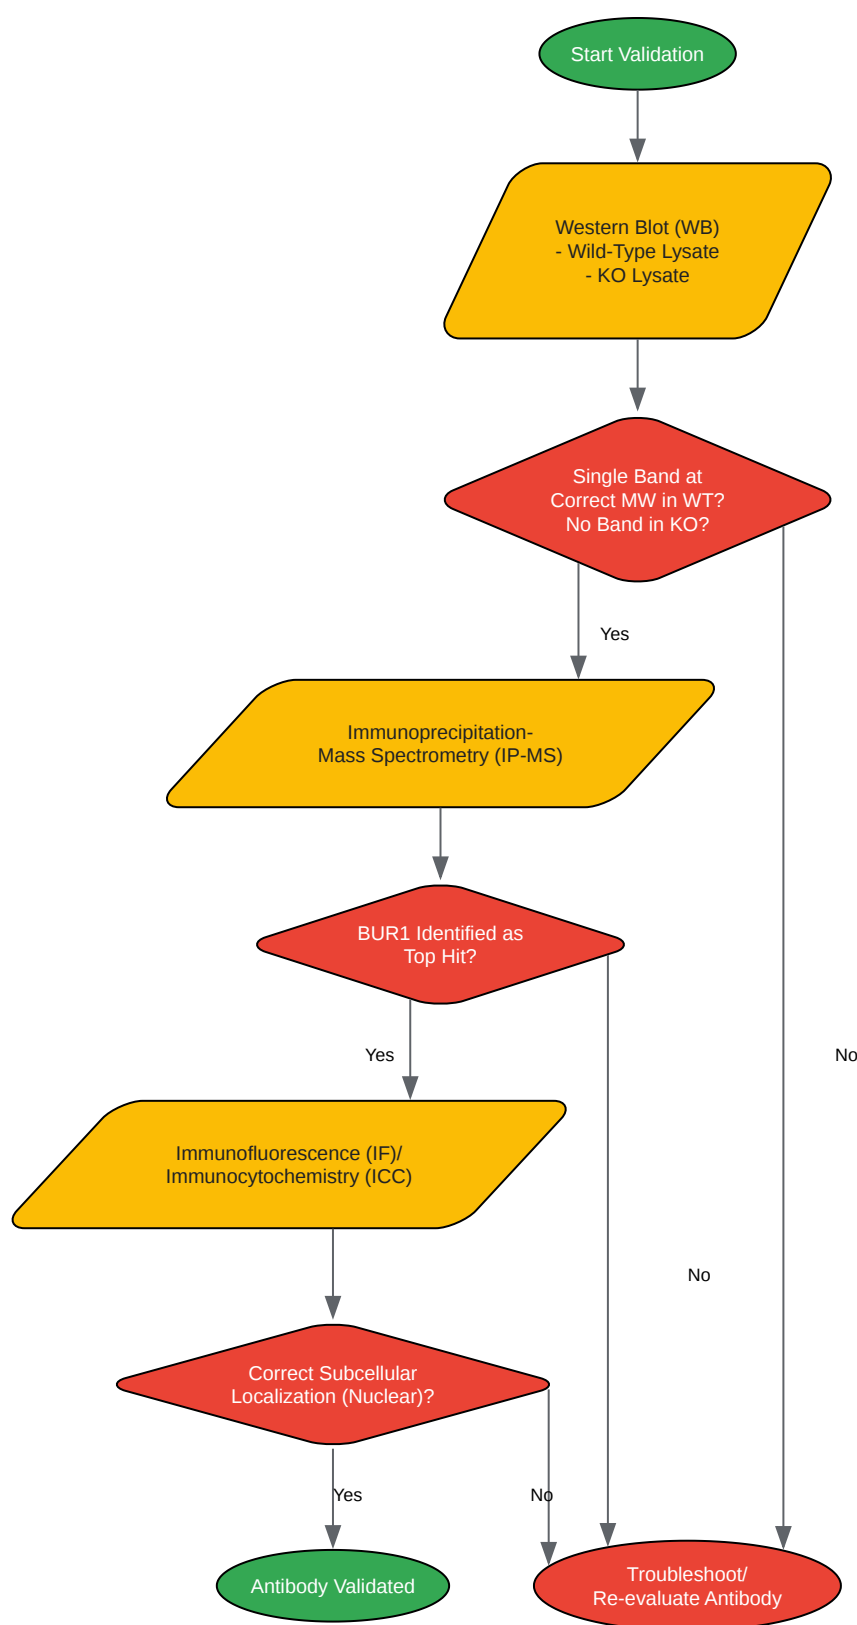 Start Validation
Western Blot (WB)
- Wild-Type Lysate
- KO Lysate
Single Band at
Correct MW in WT?
No Band in KO?
Yes
Immunoprecipitation-
Mass Spectrometry (IP-MS)
BUR1 Identified as
Top Hit?
Yes
No
Immunofluorescence (IF)/
Immunocytochemistry (ICC)
No
Correct Subcellular
Localization (Nuclear)?
Yes
No
Antibody Validated
Troubleshoot/
Re-evaluate Antibody